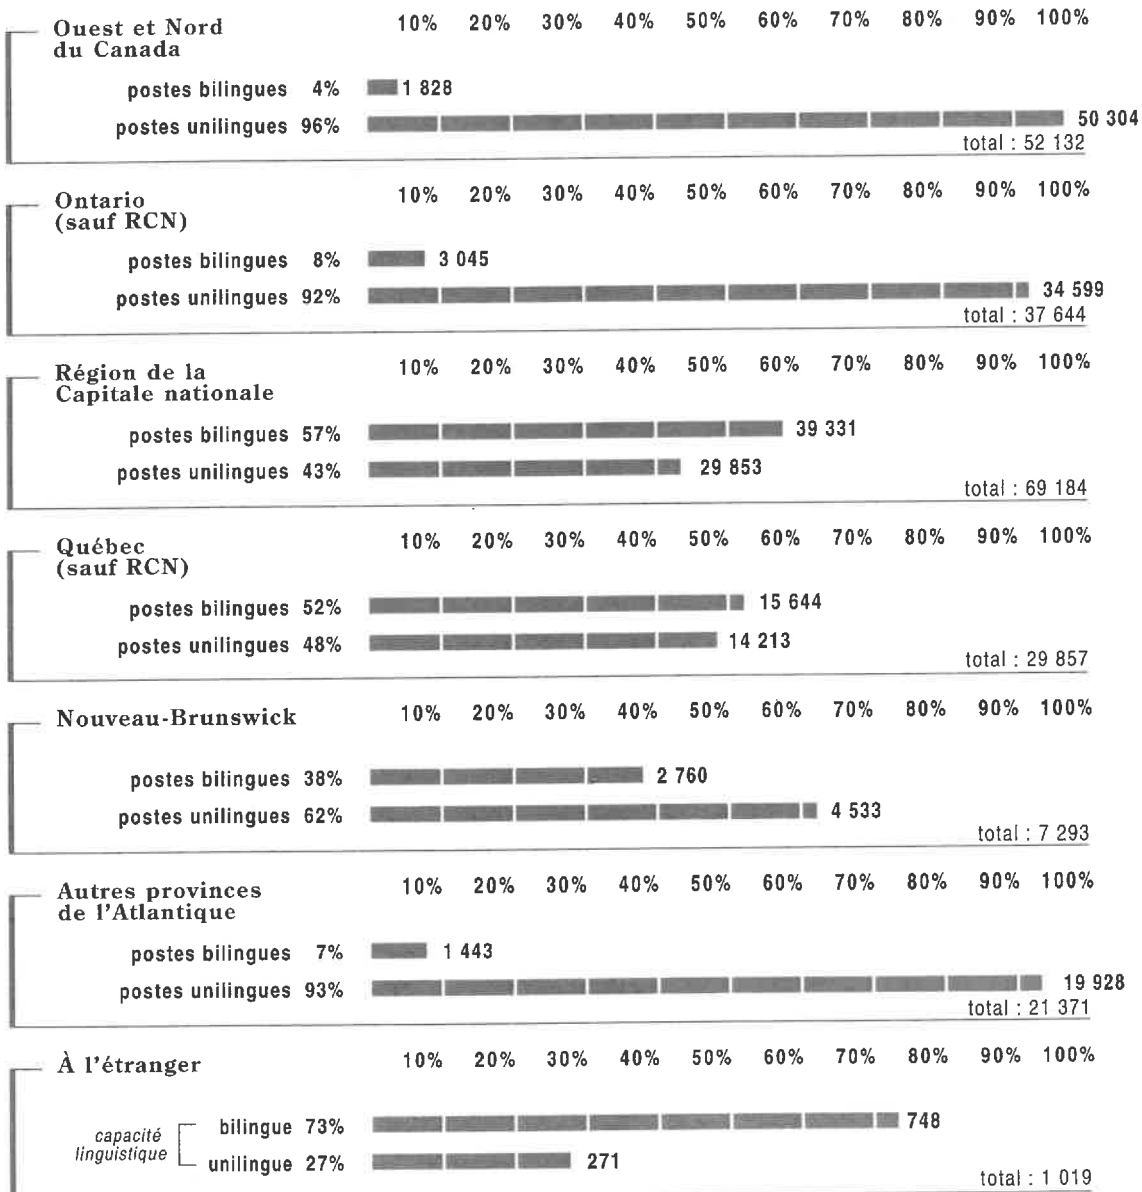 Ouest et Nord
du Canada
10% 20% 30% 40% 50% 60% 70% 80% 90% 100%
postes bilingues 4% 1 828
postes unilingues 96% 50 304
total : 52 132
Ontario
(sauf RCN)
10% 20% 30% 40% 50% 60% 70% 80% 90% 100%
postes bilingues 8% 3 045
postes unilingues 92% 34 599
total : 37 644
Région de la
Capitale nationale
10% 20% 30% 40% 50% 60% 70% 80% 90% 100%
postes bilingues 57% 39 331
postes unilingues 43% 29 853
total : 69 184
Québec
(sauf RCN)
10% 20% 30% 40% 50% 60% 70% 80% 90% 100%
postes bilingues 52% 15 644
postes unilingues 48% 14 213
total : 29 857
Nouveau-Brunswick
10% 20% 30% 40% 50% 60% 70% 80% 90% 100%
postes bilingues 38% 2 760
postes unilingues 62% 4 533
total : 7 293
Autres provinces
de l'Atlantique
10% 20% 30% 40% 50% 60% 70% 80% 90% 100%
postes bilingues 7% 1 443
postes unilingues 93% 19 928
total : 21 371
À l'étranger
10% 20% 30% 40% 50% 60% 70% 80% 90% 100%
capacité
linguistique
bilingue 73% 748
unilingue 27% 271
total : 1 019